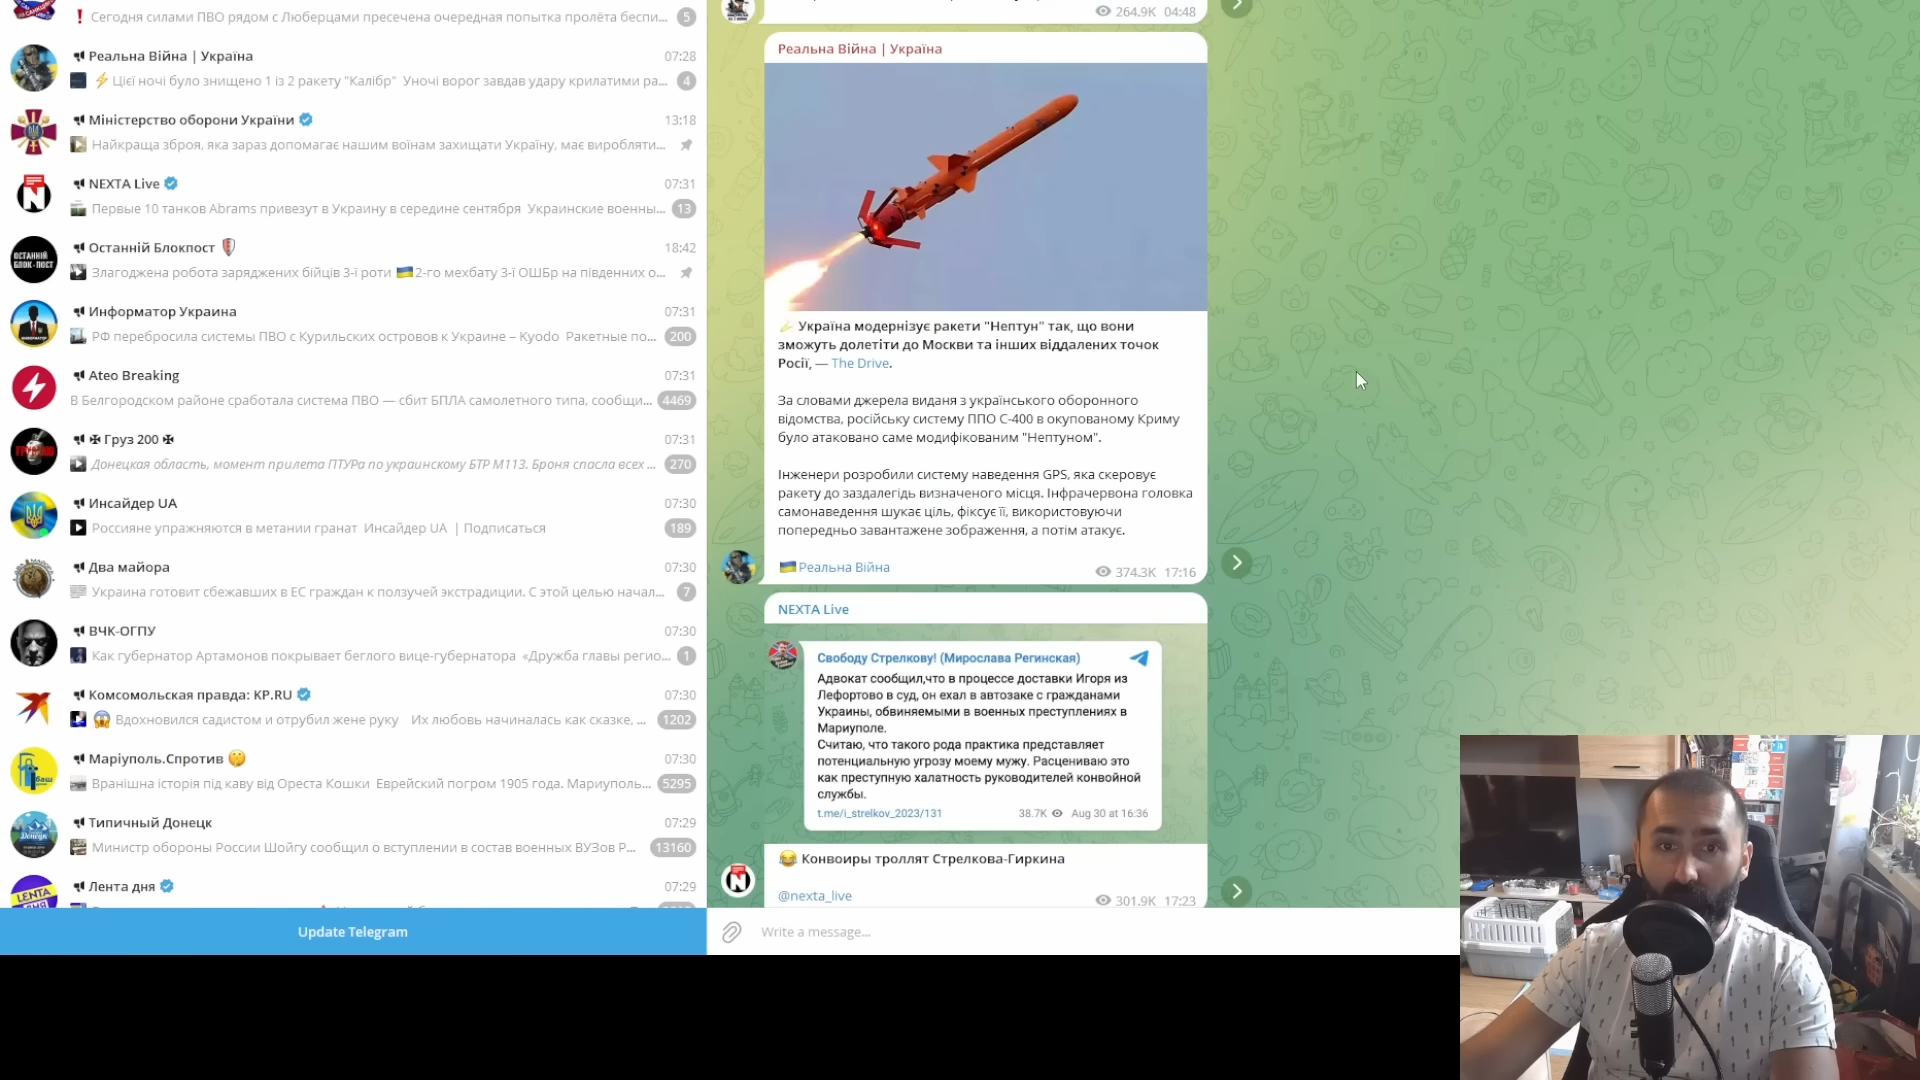 Сегодня силами ПВО рядом с Люберцами пресечена очередная попытка пролёта беспи...
5
Реальна Війна | Україна
07:28
Цієї ночі було знищено 1 із 2 ракету "Калібр" Уночі ворог завдав удару крилатими ра...
4
Міністерство оборони України
13:18
Найкраща зброя, яка зараз допомагає нашим воїнам захищати Україну, має виробляти...
NEXTA Live
07:31
Первые 10 танков Abrams привезут в Украину в середине сентября Украинские военны...
13
Останній Блокпост
18:42
ОСТАННІЙ
БЛОК-ПОСТ
Злагоджена робота заряджених бійців 3-ї роти 🇺🇦2-го мехбату 3-ї ОШБр на південних о...
Информатор Украина
07:31
РФ перебросила системы ПВО с Курильских островов к Украине – Kyodo Ракетные по...
200
Ateo Breaking
07:31
В Белгородском районе сработала система ПВО — сбит БПЛА самолетного типа, сообщи...
4469
✠ Груз 200 ✠
07:31
Донецкая область, момент прилета ПТУРа по украинскому БТР М113. Броня спасла всех ...
270
Инсайдер UA
07:30
Россияне упражняются в метании гранат Инсайдер UA | Подписаться
189
Два майора
07:30
Украина готовит сбежавших в ЕС граждан к ползучей экстрадиции. С этой целью начал...
7
ВЧК-ОГПУ
07:30
Как губернатор Артамонов покрывает беглого вице-губернатора «Дружба главы регио...
1
Комсомольская правда: KP.RU
07:30
Вдохновился садистом и отрубил жене руку Их любовь начиналась как сказке, ...
1202
Маріуполь.Спротив
07:30
Вранішна історія під каву від Ореста Кошки Еврейский погром 1905 года. Мариуполь...
5295
Типичный Донецк
07:29
Министр обороны России Шойгу сообщил о вступлении в состав военных ВУЗов Р...
13160
Лента дня
07:29
LENTA
Update Telegram
264.9K 04:48
Реальна Війна | Україна
Україна модернізує ракети "Нептун" так, що вони
зможуть долетіти до Москви та інших віддалених точок
Росії, — The Drive.
За словами джерела виданя з українського оборонного
відомства, російську систему ППО С-400 в окупованому Криму
було атаковано саме модифікованим "Нептуном".
Інженери розробили систему наведення GPS, яка скеровує
ракету до заздалегідь визначеного місця. Інфрачервона головка
самонаведення шукає ціль, фіксує її, використовуючи
попередньо завантажене зображення, а потім атакує.
🇺🇦Реальна Війна
374.3K 17:16
NEXTA Live
Свободу Стрелкову! (Мирослава Регинская)
Адвокат сообщил,что в процессе доставки Игоря из
Лефортово в суд, он ехал в автозаке с гражданами
Украины, обвиняемыми в военных преступлениях в
Мариуполе.
Считаю, что такого рода практика представляет
потенциальную угрозу моему мужу. Расцениваю это
как преступную халатность руководителей конвойной
службы.
t.me/i_strelkov_2023/131
38.7K Aug 30 at 16:36
😂 Конвоиры троллят Стрелкова-Гиркина
@nexta_live
301.9K 17:23
Write a message...